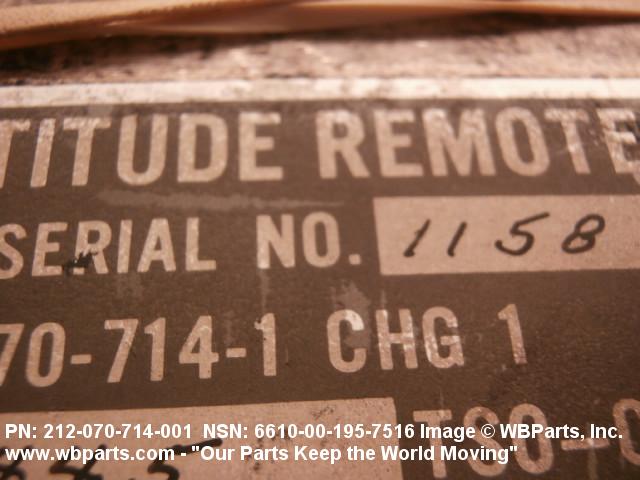 TITUDE REMOTE
SERIAL NO. 1158
70-714-1 CHG 1
TSO-C
PN: 212-070-714-001 NSN: 6610-00-195-7516 Image © WBParts, Inc.
www.wbparts.com - "Our Parts Keep the World Moving"